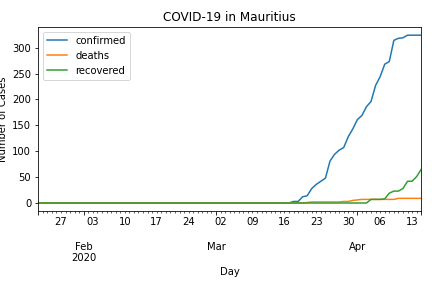 COVID-19 in Mauritius
confirmed
deaths
recovered
300
250
200
150
100
50
0
Number of Cases
27 03 10 17 24 02 09 16 23 30 06 13
Feb Mar Apr
2020
Day